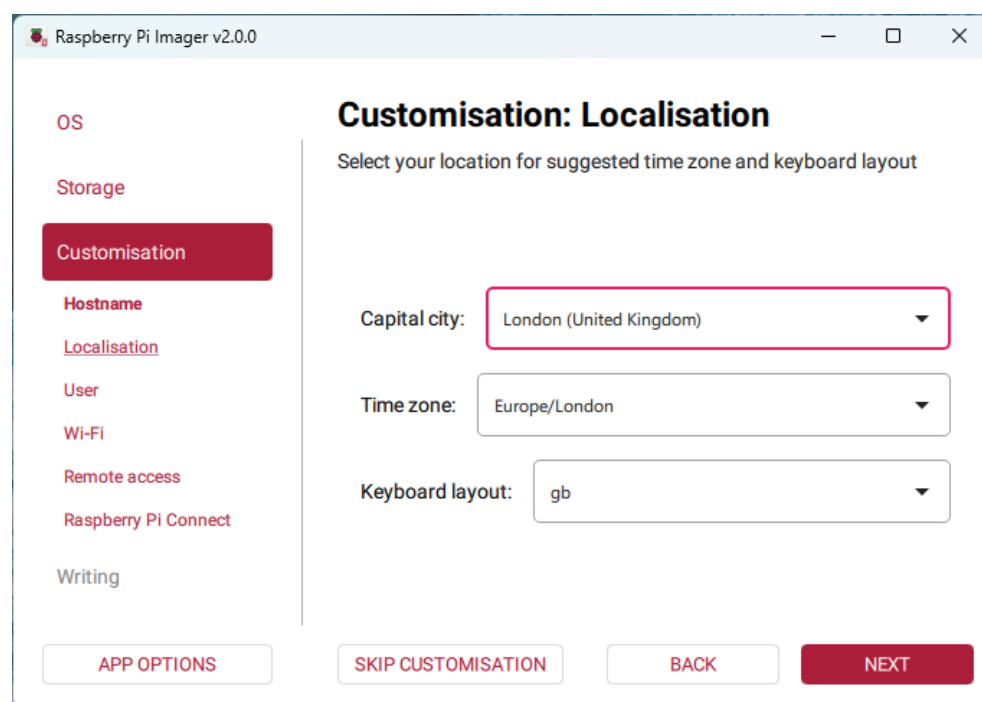 Raspberry Pi Imager v2.0.0
OS
Storage
Customisation
Hostname
Localisation
User
Wi-Fi
Remote access
Raspberry Pi Connect
Writing
APP OPTIONS
Customisation: Localisation
Select your location for suggested time zone and keyboard layout
Capital city: London (United Kingdom)
Time zone: Europe/London
Keyboard layout: gb
SKIP CUSTOMISATION BACK NEXT